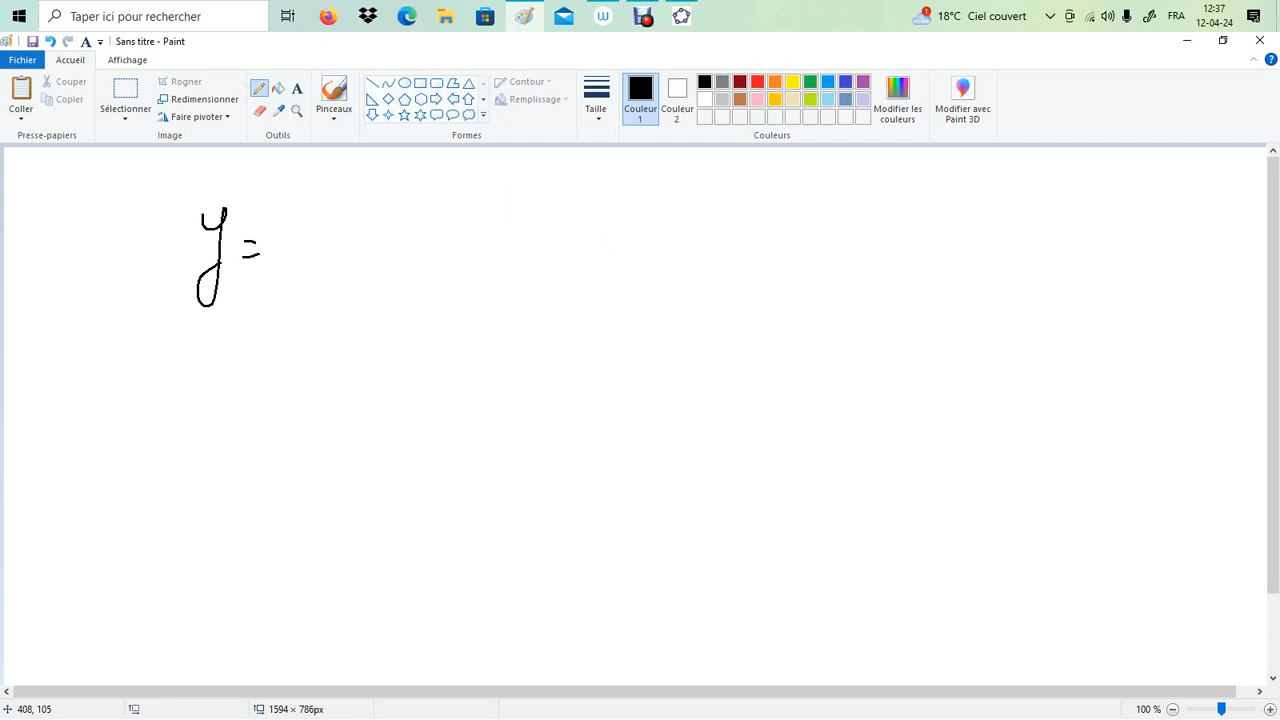 Taper ici pour rechercher
18°C Ciel couvert
FRA
12:37
12-04-24
Sans titre - Paint
Fichier Accueil Affichage
Coller
Couper
Copier
Presse-papiers
Sélectionner
Rogner
Redimensionner
Faire pivoter
Image
A
Outils
Pinceaux
Contour
Remplissage
Formes
Taille
Couleur 1
Couleur 2
Modifier les couleurs
Couleurs
Modifier avec Paint 3D
y =
408, 105
1594 × 786px
100 %